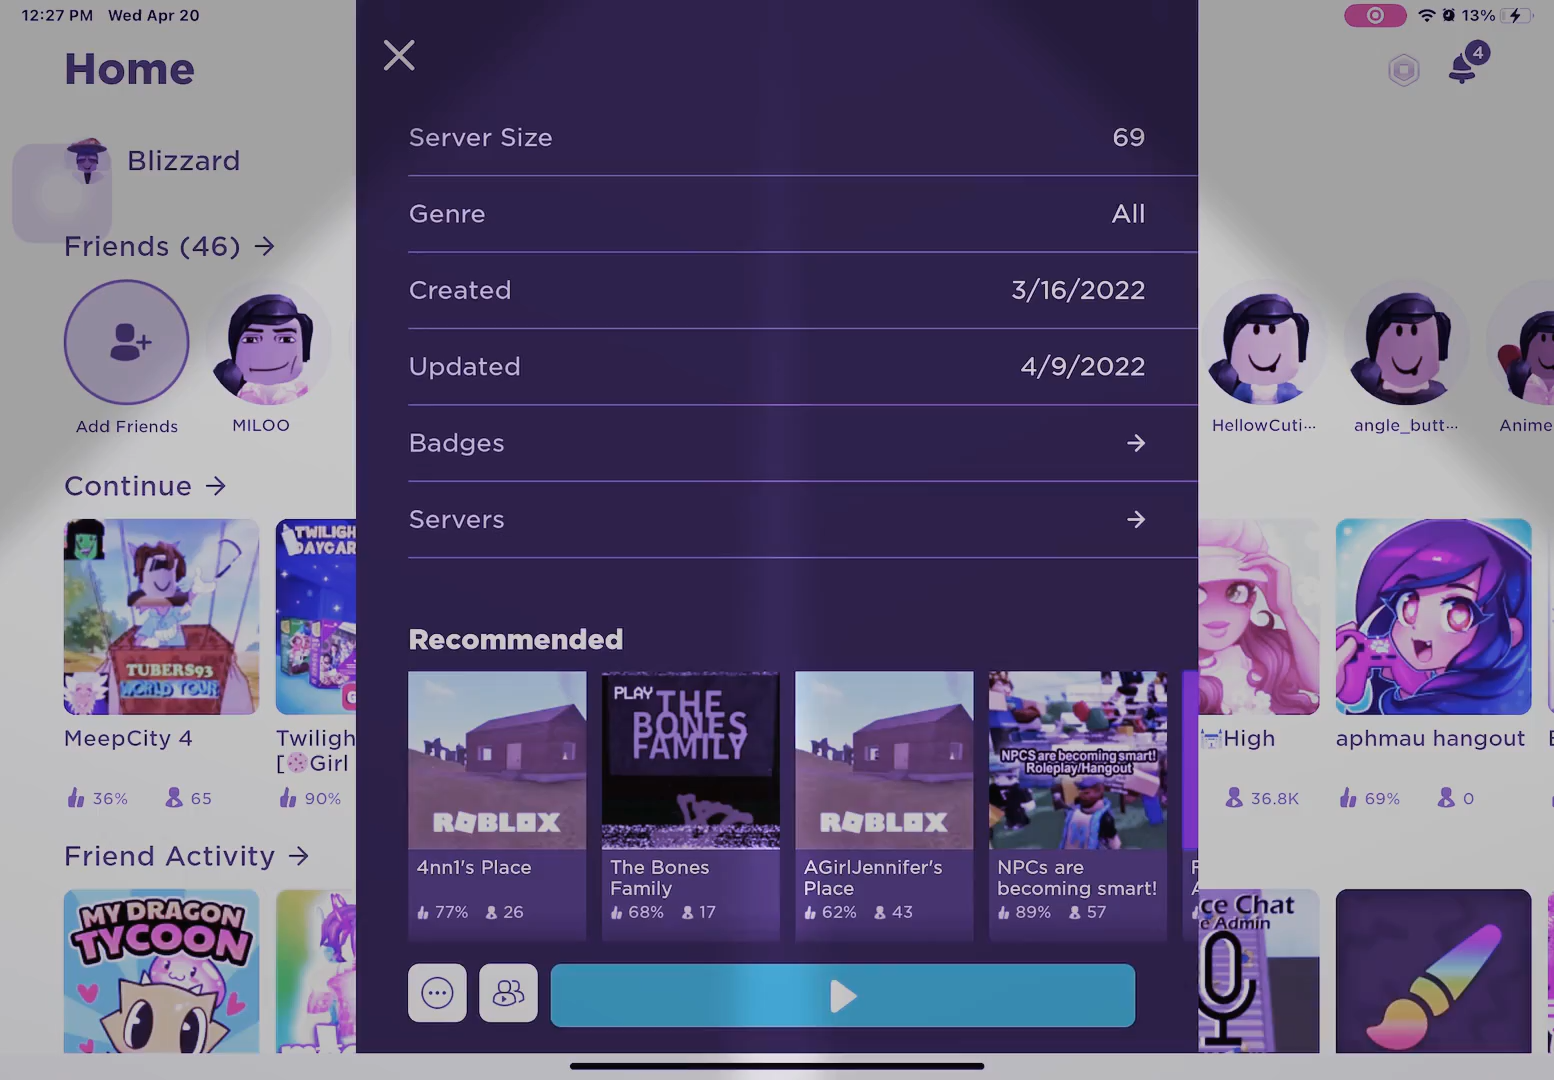 12:27 PM Wed Apr 20
13%
Home
4
Blizzard
Friends (46) →
Add Friends
MILOO
HellowCuti...
angle_butt...
Anime
Continue →
TUBERS93
WORLD TOUR
MeepCity 4
36% 65
TWILIGH
DAYCAR
Twilight
[🍪Girl
90%
Server Size 69
Genre All
Created 3/16/2022
Updated 4/9/2022
Badges →
Servers →
Recommended
ROBLOX
4nn1's Place
77% 26
PLAY
THE
BONES
FAMILY
The Bones
Family
68% 17
ROBLOX
AGirlJennifer's
Place
62% 43
NPCs are becoming smart!
Roleplay/Hangout
NPCs are
becoming smart!
89% 57
🏰High
36.8K
aphmau hangout
69% 0
Friend Activity →
MY DRAGON
TYCOON
ce Chat
e Admin